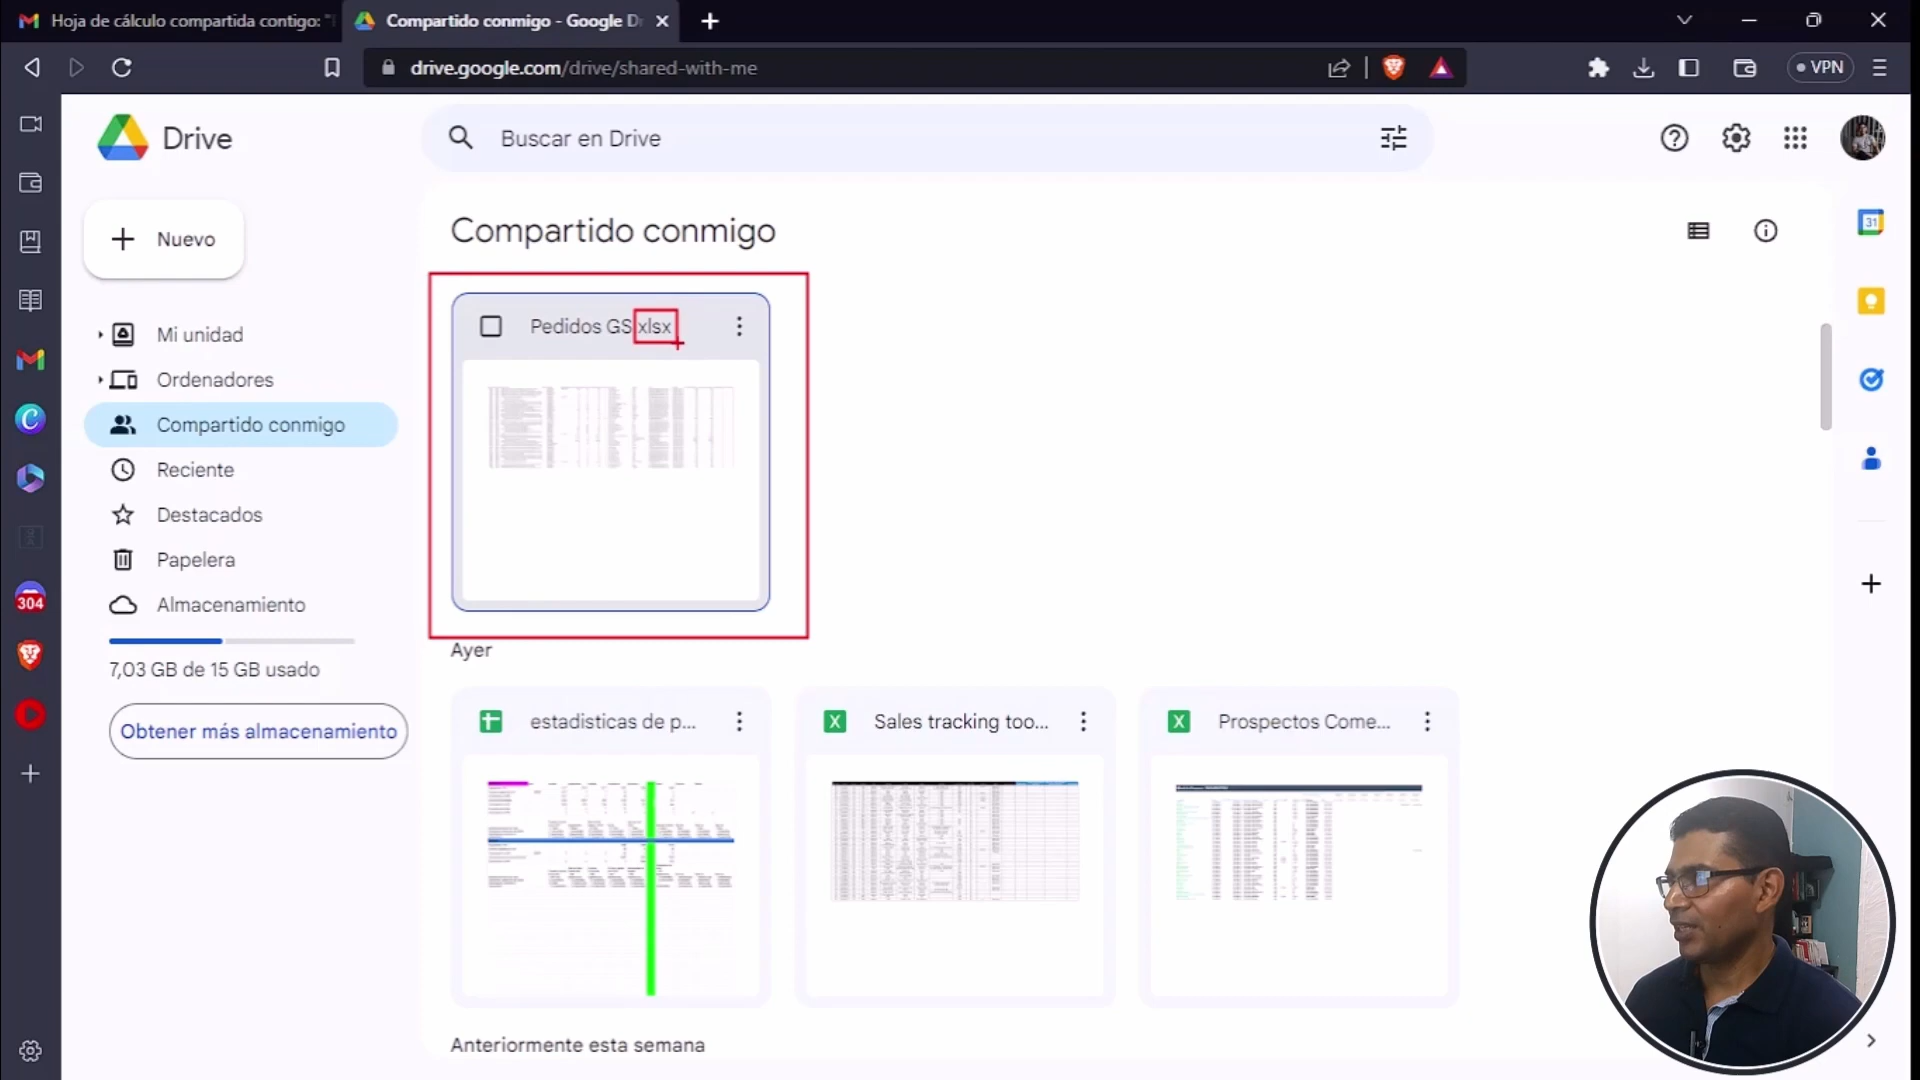 Hoja de cálculo compartida contigo: "
Compartido conmigo - Google D
drive.google.com/drive/shared-with-me
VPN
Drive
Buscar en Drive
Nuevo
Compartido conmigo
31
Pedidos GS xlsx
Mi unidad
Ordenadores
Compartido conmigo
Reciente
Destacados
Papelera
Almacenamiento
304
7,03 GB de 15 GB usado
Obtener más almacenamiento
Ayer
estadisticas de p...
Sales tracking too...
Prospectos Come...
Anteriormente esta semana